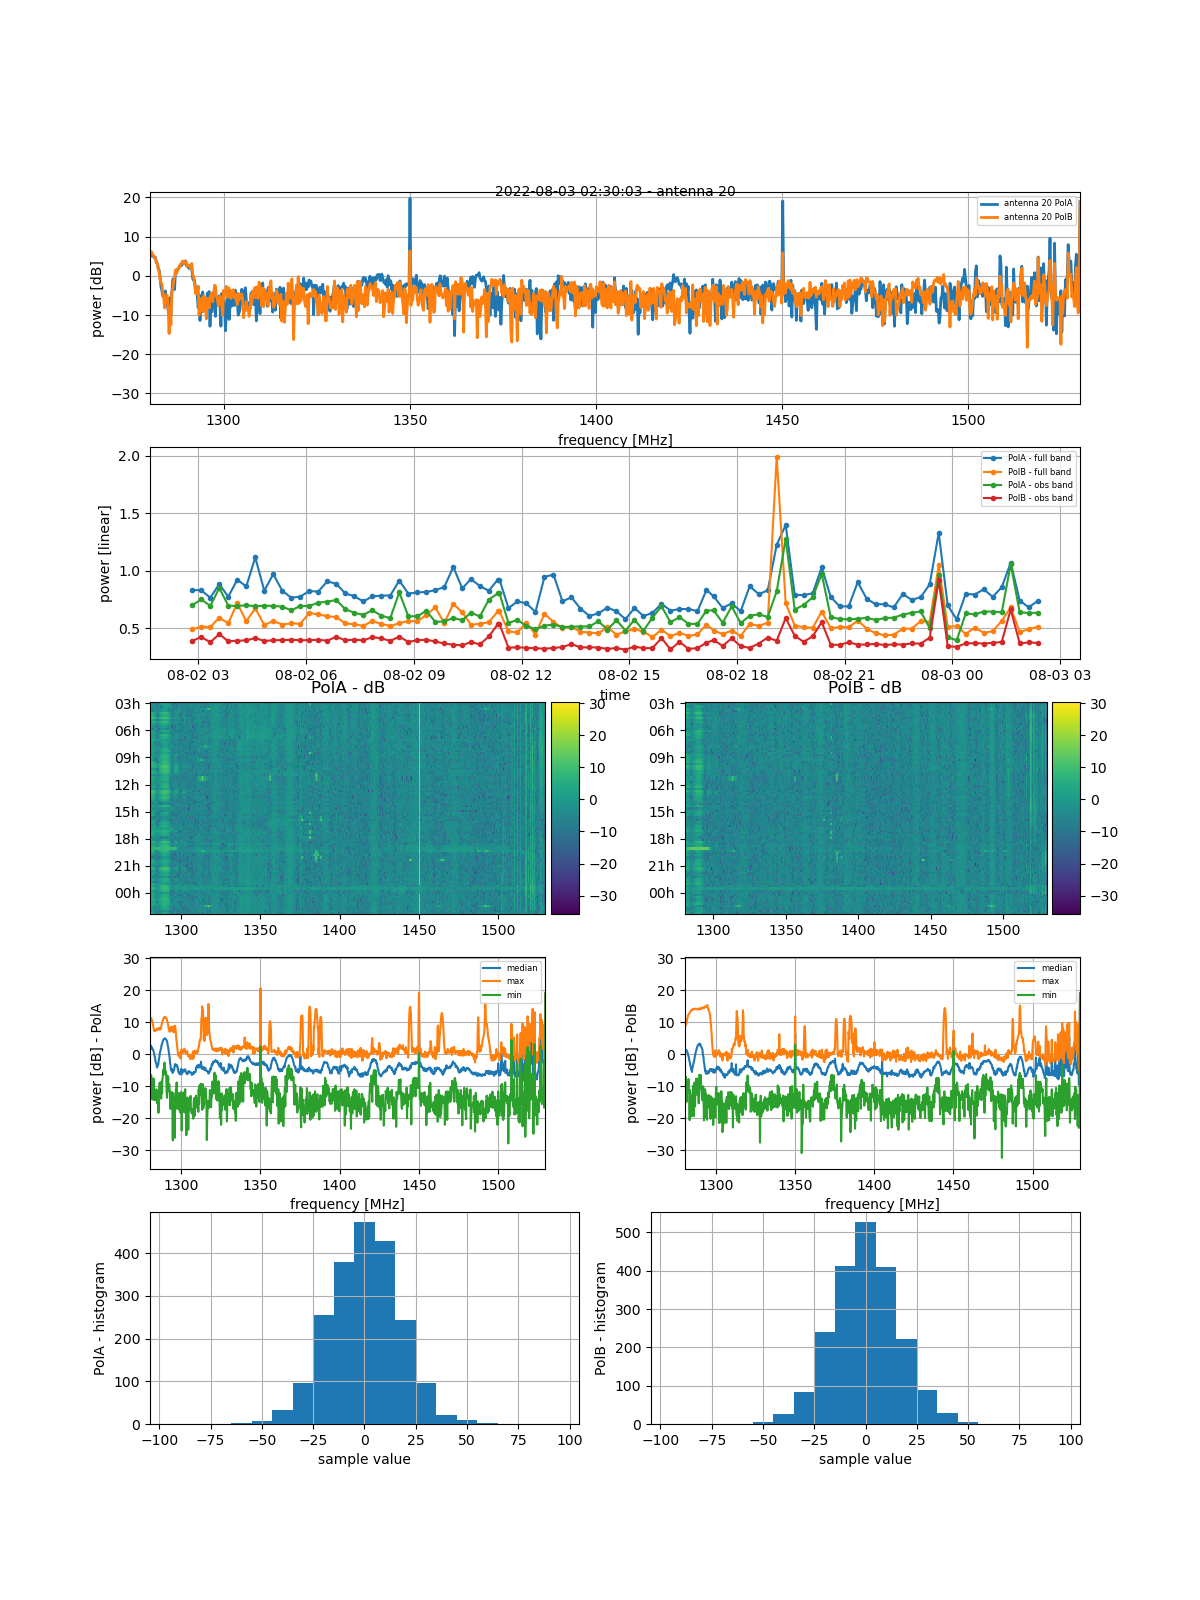 2022-08-03 02:30:03 - antenna 20
antenna 20 PolA
antenna 20 PolB
power [dB]
20
10
0
−10
−20
−30
1300 1350 1400 1450 1500
frequency [MHz]
PolA - full band
PolB - full band
PolA - obs band
PolB - obs band
power [linear]
2.0
1.5
1.0
0.5
08-02 03 08-02 06 08-02 09 08-02 12 08-02 15 08-02 18 08-02 21 08-03 00 08-03 03
time
PolA - dB
03h
06h
09h
12h
15h
18h
21h
00h
1300 1350 1400 1450 1500
30
20
10
0
−10
−20
−30
PolB - dB
03h
06h
09h
12h
15h
18h
21h
00h
1300 1350 1400 1450 1500
30
20
10
0
−10
−20
−30
power [dB] - PolA
30
20
10
0
−10
−20
−30
median
max
min
1300 1350 1400 1450 1500
frequency [MHz]
power [dB] - PolB
30
20
10
0
−10
−20
−30
median
max
min
1300 1350 1400 1450 1500
frequency [MHz]
PolA - histogram
400
300
200
100
0
−100 −75 −50 −25 0 25 50 75 100
sample value
PolB - histogram
500
400
300
200
100
0
−100 −75 −50 −25 0 25 50 75 100
sample value